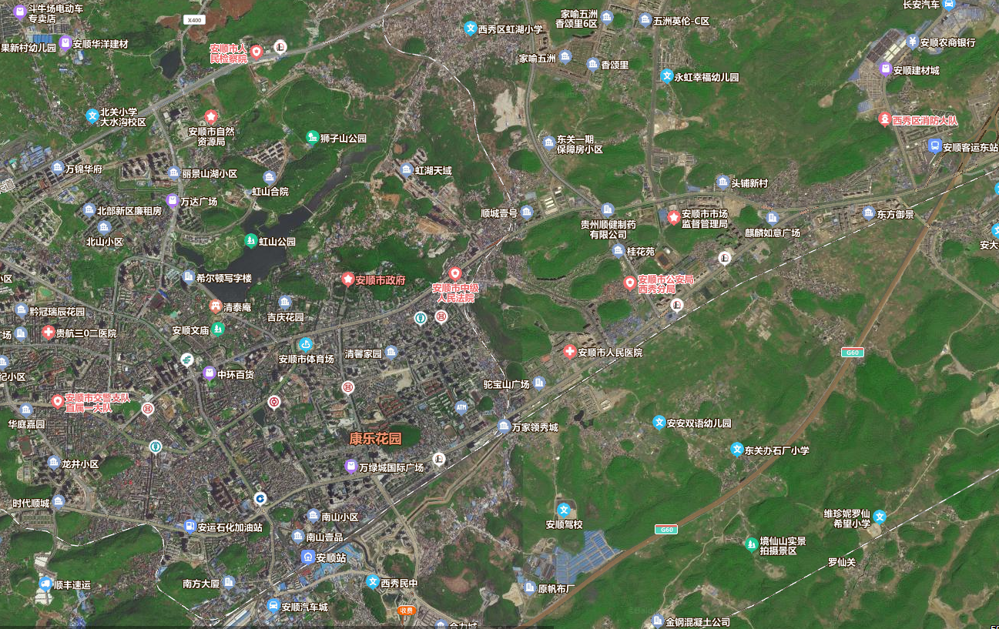 斗牛场电动车
专卖店
X400
家喻五洲
香颂里6区
五洲英伦-C区
长安汽车
西秀区虹湖小学
果新村幼儿园
安顺华洋建材
安顺市人
民检察院
安顺农商银行
家喻五洲
香颂里
永虹幸福幼儿园
安顺建材城
北关小学
大水沟校区
西秀区消防大队
安顺市自然
资源局
狮子山公园
东关一期
保障房小区
安顺客运东站
万锦华府
丽景山湖小区
虹湖天域
虹山合院
头铺新村
万达广场
北部新区廉租房
顺城壹号
贵州顺健制药
有限公司
安顺市市场
监督管理局
东方御景
北山小区
虹山公园
麒麟如意广场
安大
桂花苑
小区
希尔顿写字楼
安顺市政府
安顺市中级
人民法院
安顺市公安局
西秀分局
黔冠瑞辰花园
清泰庵
吉庆花园
广场
贵航三0二医院
安顺文庙
安顺市体育场
清馨家园
安顺市人民医院
G60
纪小区
中环百货
驼宝山广场
安顺市交警支队
直属一大队
ATM
华庭嘉园
万家领秀城
安安双语幼儿园
康乐花园
东关办石厂小学
龙井小区
万绿城国际广场
时代顺城
南山小区
安顺驾校
维珍妮罗仙
希望小学
安运石化加油站
G60
南山壹品
境仙山实景
拍摄景区
安顺站
罗仙关
顺丰速运
南方大厦
西秀民中
原帆布厂
安顺汽车城
收费
合力城
金钢混凝土公司